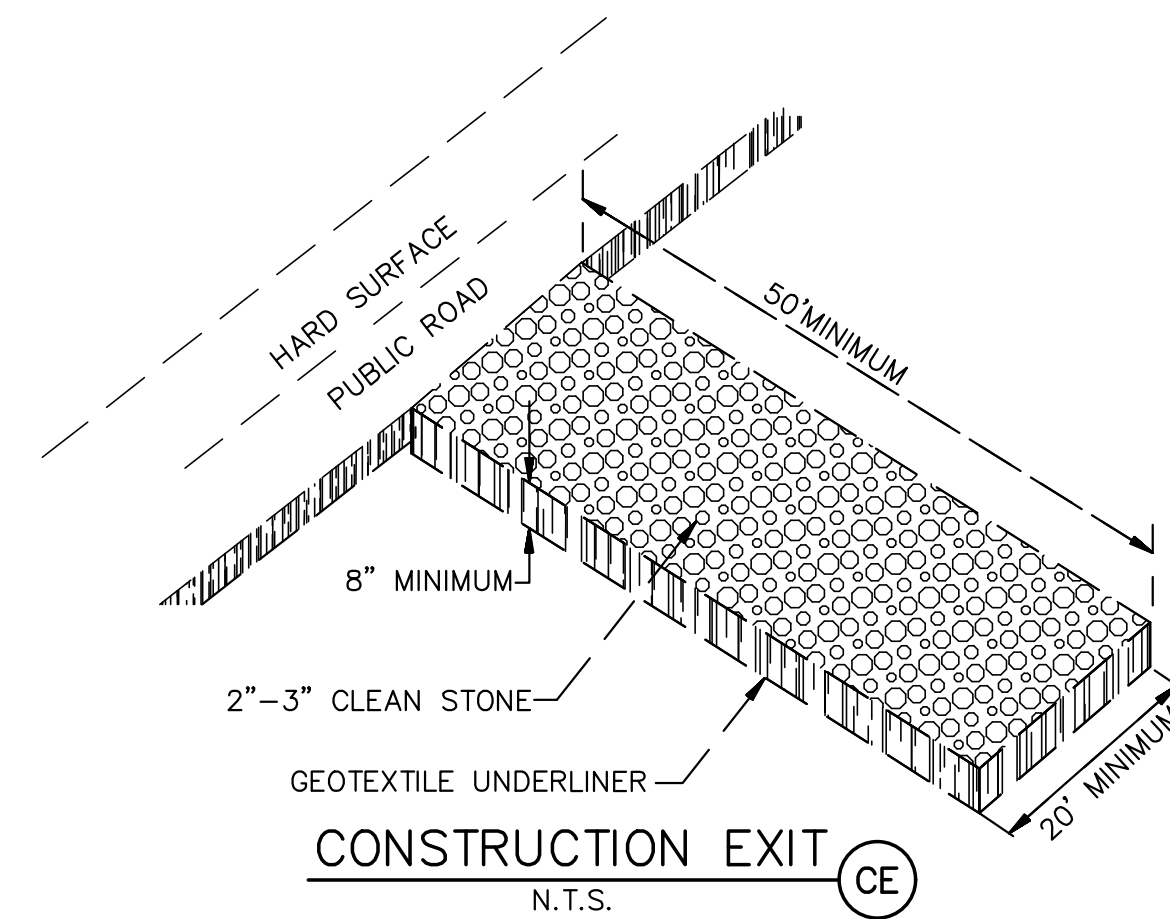 HARD SURFACE
PUBLIC ROAD
50'MINIMUM
8" MINIMUM
2"-3" CLEAN STONE
GEOTEXTILE UNDERLINER
20' MINIMUM
CONSTRUCTION EXIT
CE
N.T.S.